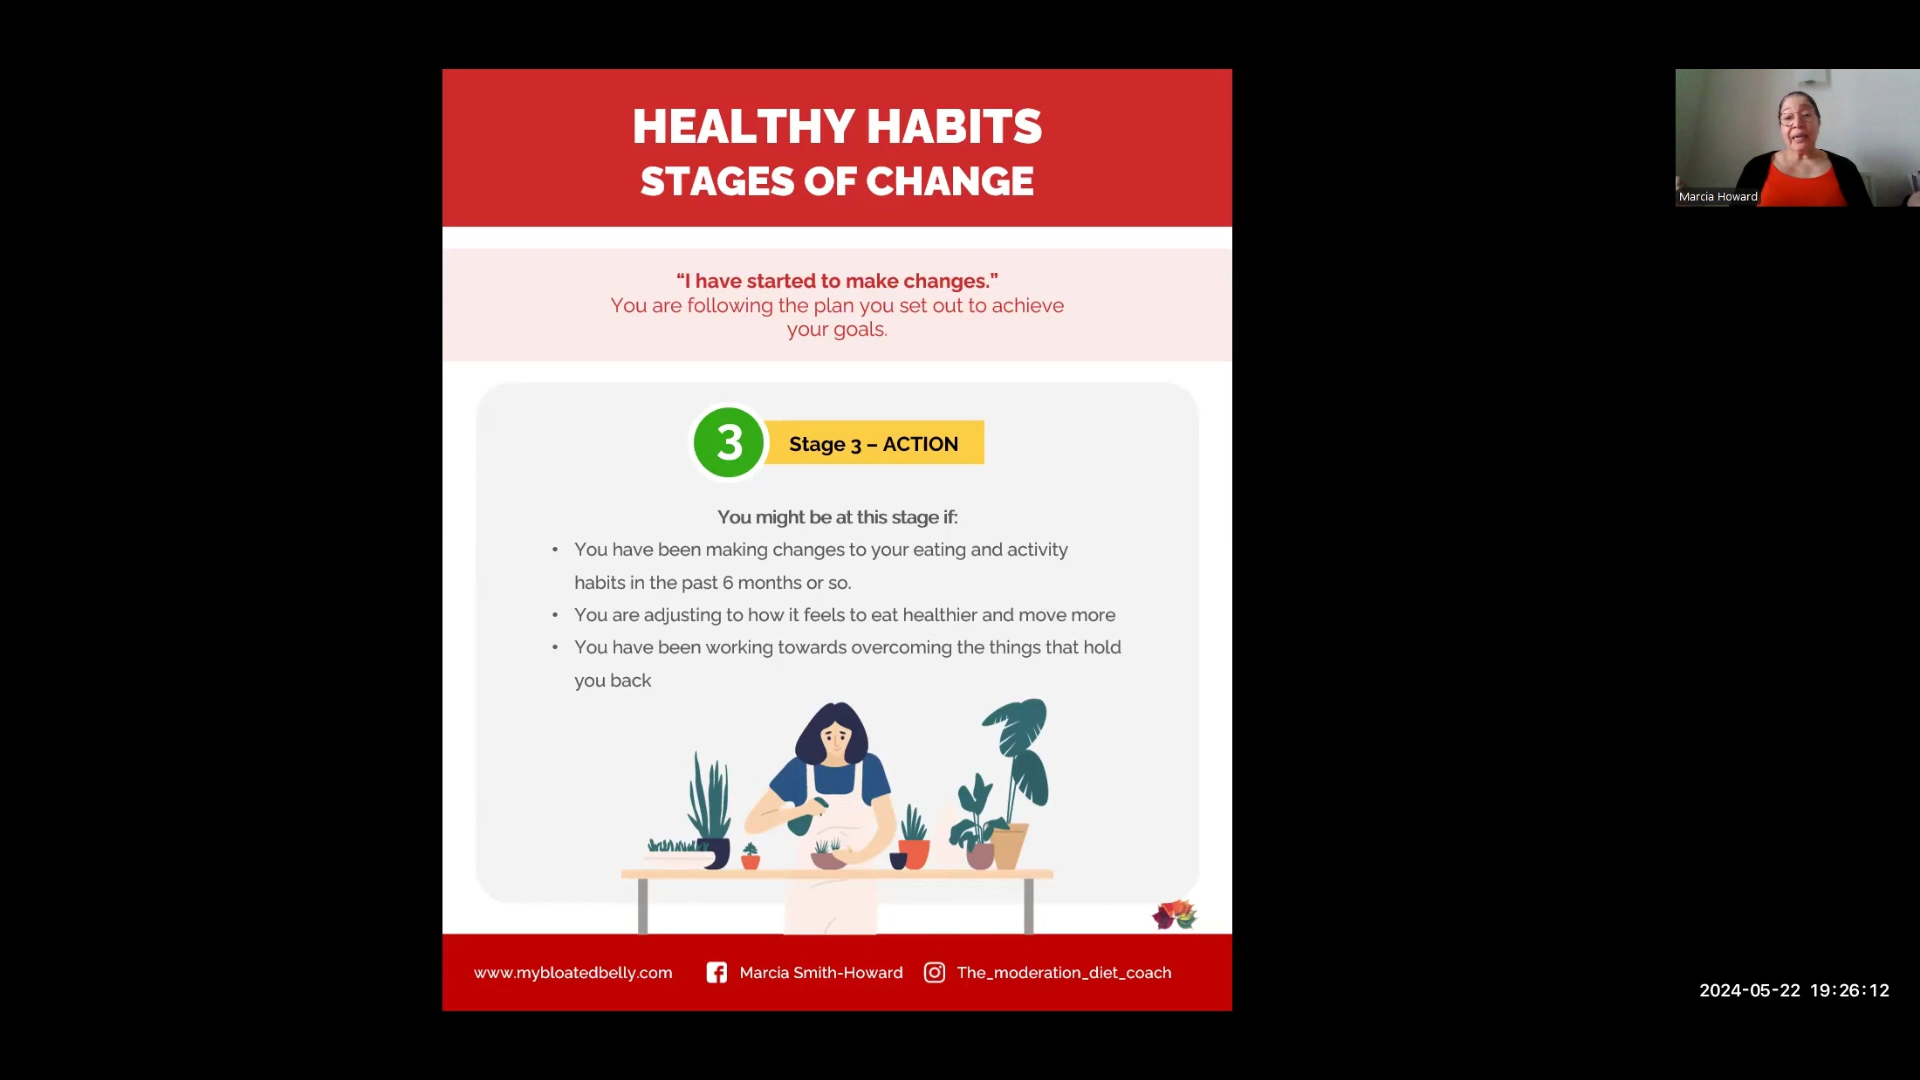 HEALTHY HABITS
STAGES OF CHANGE
Marcia Howard
“I have started to make changes.”
You are following the plan you set out to achieve
your goals.
3
Stage 3 – ACTION
You might be at this stage if:
• You have been making changes to your eating and activity
habits in the past 6 months or so.
• You are adjusting to how it feels to eat healthier and move more
• You have been working towards overcoming the things that hold
you back
www.mybloatedbelly.com
Marcia Smith-Howard
The_moderation_diet_coach
2024-05-22 19:26:12